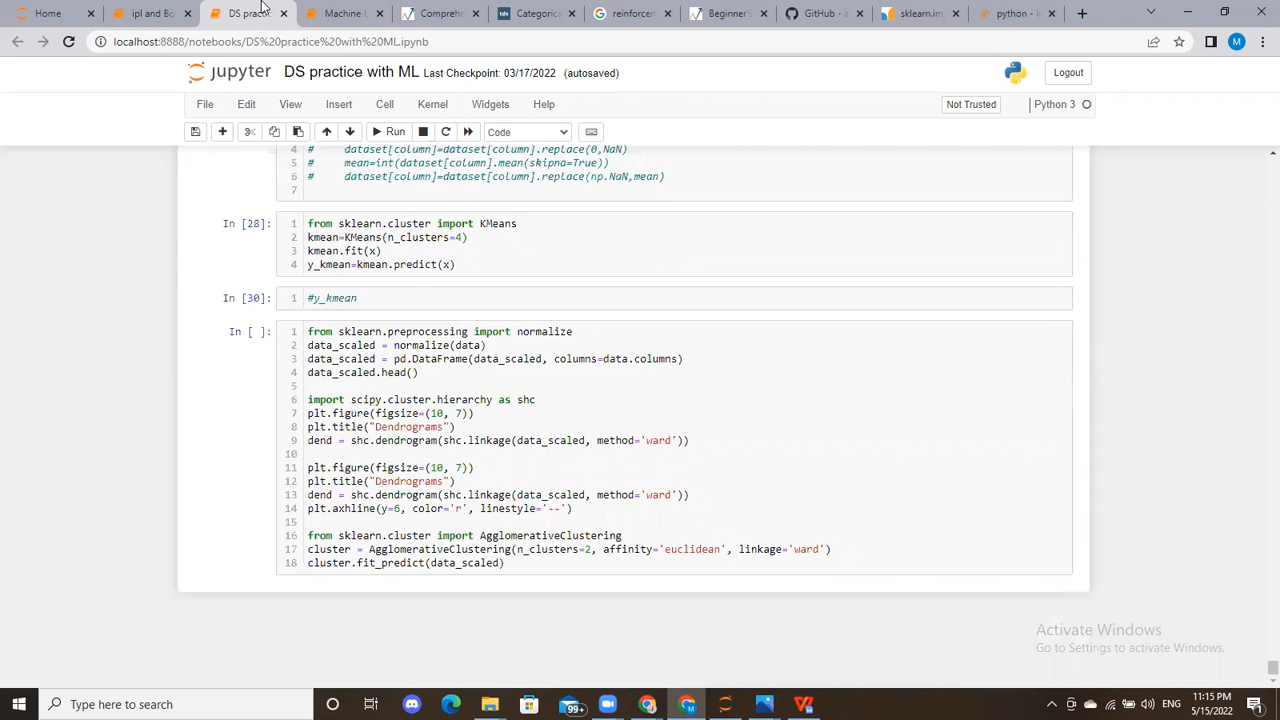 Home
ipl and Bo
DS practic
Machine L
Comprehe
Categorica
reinforcem
Beginner's
GitHub - a
sklearn.im
python - Ir
localhost:8888/notebooks/DS%20practice%20with%20ML.ipynb
M
jupyter DS practice with ML Last Checkpoint: 03/17/2022 (autosaved)
Logout
File Edit View Insert Cell Kernel Widgets Help
Not Trusted
Python 3
Run
Code
4 # dataset[column]=dataset[column].replace(0,NaN)
5 # mean=int(dataset[column].mean(skipna=True))
6 # dataset[column]=dataset[column].replace(np.NaN,mean)
7
In [28]: 1 from sklearn.cluster import KMeans
2 kmean=KMeans(n_clusters=4)
3 kmean.fit(x)
4 y_kmean=kmean.predict(x)
In [30]: 1 #y_kmean
In [ ]: 1 from sklearn.preprocessing import normalize
2 data_scaled = normalize(data)
3 data_scaled = pd.DataFrame(data_scaled, columns=data.columns)
4 data_scaled.head()
5
6 import scipy.cluster.hierarchy as shc
7 plt.figure(figsize=(10, 7))
8 plt.title("Dendrograms")
9 dend = shc.dendrogram(shc.linkage(data_scaled, method='ward'))
10
11 plt.figure(figsize=(10, 7))
12 plt.title("Dendrograms")
13 dend = shc.dendrogram(shc.linkage(data_scaled, method='ward'))
14 plt.axhline(y=6, color='r', linestyle='--')
15
16 from sklearn.cluster import AgglomerativeClustering
17 cluster = AgglomerativeClustering(n_clusters=2, affinity='euclidean', linkage='ward')
18 cluster.fit_predict(data_scaled)
Activate Windows
Go to Settings to activate Windows.
Type here to search
99+
ENG
11:15 PM
5/15/2022